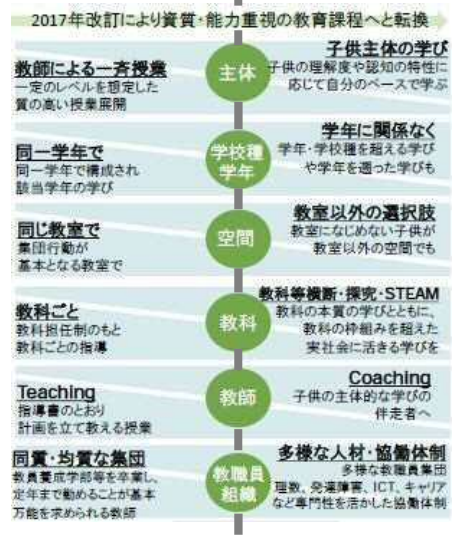 2017年改訂により資質・能力重視の教育課程へと転換
教師による一斉授業
一定のレベルを想定した
質の高い授業展開
主体
子供主体の学び
子供の理解度や認知の特性に
応じて自分のペースで学ぶ
同一学年で
同一学年で構成され
該当学年の学び
学校種
学年
学年に関係なく
学年・学校種を超える学び
や学年を遡った学びも
同じ教室で
集団行動が
基本となる教室で
空間
教室以外の選択肢
教室になじめない子供が
教室以外の空間でも
教科ごと
教科担任制のもと
教科ごとの指導
教科
教科等横断・探究・STEAM
教科の本質の学びとともに、
教科の枠組みを超えた
実社会に活きる学びを
Teaching
指導書のとおり
計画を立て教える授業
教師
Coaching
子供の主体的な学びの
伴走者へ
同質・均質な集団
教員養成学部等を卒業し、
定年まで勤めることが基本
万能を求められる教師
教職員
組織
多様な人材・協働体制
多様な教職員集団
理数、発達障害、ICT、キャリア
など専門性を活かした協働体制